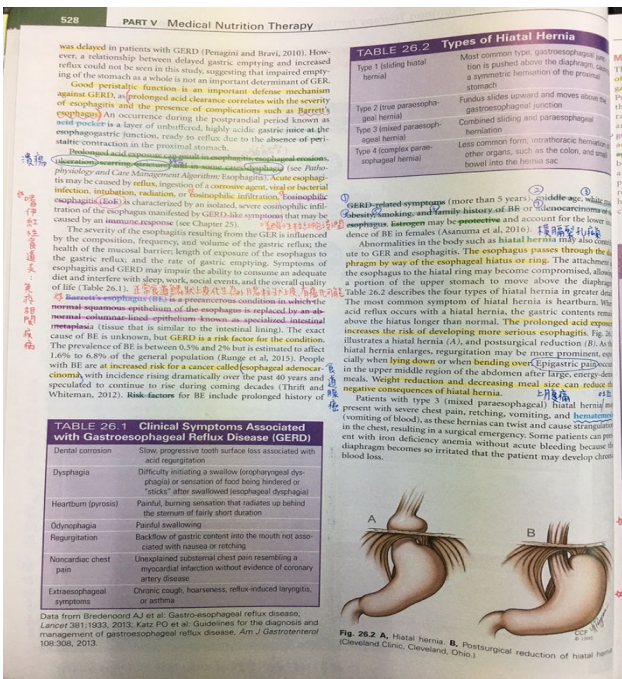 528 PART V Medical Nutrition Therapy
was delayed in patients with GERD (Penagini and Bravi, 2010). How-
ever, a relationship between delayed gastric emptying and increased
reflux could not be seen in this study, suggesting that impaired empty-
ing of the stomach as a whole is not an important determinant of GER.
Good peristaltic function is an important defense mechanism
against GERD, as prolonged acid clearance correlates with the severity
of esophagitis and the presence of complications such as Barrett's
esophagus. An occurrence during the postprandial period known as
acid pocket is a layer of unbuffered, highly acidic gastric juice at the
esophagogastric junction, ready to reflux due to the absence of peri-
staltic contraction in the proximal stomach.
潰瘍
Prolonged acid exposure can result in esophagitis, esophageal erosions,
ulceration, scarring, and dysphagia (see Patho-
physiology and Care Management Algorithm: Esophagitis). Acute esophagi-
tis may be caused by reflux, ingestion of a corrosive agent, viral or bacterial
infection, intubation, radiation, or eosinophilic infiltration. Eosinophilic
esophagitis (EoE) is characterized by an isolated, severe eosinophilic infil-
tration of the esophagus manifested by GERD-like symptoms that may be
caused by an immune response (see Chapter 25).
The severity of the esophagitis resulting from the GER is influenced
by the composition, frequency, and volume of the gastric reflux; the
health of the mucosal barrier; length of exposure of the esophagus to
the gastric reflux; and the rate of gastric emptying. Symptoms of
esophagitis and GERD may impair the ability to consume an adequate
diet and interfere with sleep, work, social events, and the overall quality
of life (Table 26.1).
Barrett's esophagus (BE) is a precancerous condition in which the
normal squamous epithelium of the esophagus is replaced by an ab-
normal columnar-lined epithelium known as specialized intestinal
metaplasia (tissue that is similar to the intestinal lining). The exact
cause of BE is unknown, but GERD is a risk factor for the condition.
The prevalence of BE is between 0.5% and 2% but is estimated to affect
1.6% to 6.8% of the general population (Runge et al, 2015). People
with BE are at increased risk for a cancer called esophageal adenocar-
cinoma, with incidence rising dramatically over the past 40 years and
speculated to continue to rise during coming decades (Thrift and
Whiteman, 2012). Risk factors for BE include prolonged history of
食道腺癌
TABLE 26.1 Clinical Symptoms Associated
with Gastroesophageal Reflux Disease (GERD)
Dental corrosion Slow, progressive tooth surface loss associated with
acid regurgitation
Dysphagia Difficulty initiating a swallow (oropharyngeal dys-
phagia) or sensation of food being hindered or
"sticks" after swallowed (esophageal dysphagia)
Heartburn (pyrosis) Painful, burning sensation that radiates up behind
the sternum of fairly short duration
Odynophagia Painful swallowing
Regurgitation Backflow of gastric content into the mouth not asso-
ciated with nausea or retching
Noncardiac chest Unexplained substernal chest pain resembling a
pain myocardial infarction without evidence of coronary
artery disease
Extraesophageal Chronic cough, hoarseness, reflux-induced laryngitis,
symptoms or asthma
Data from Bredenoord AJ et al: Gastro-esophageal reflux disease,
Lancet 381:1933, 2013; Katz PO et al: Guidelines for the diagnosis and
management of gastroesophageal reflux disease, Am J Gastroenterol
108:308, 2013.
TABLE 26.2 Types of Hiatal Hernia
Type 1 (sliding hiatal Most common type, gastroesophageal
hernia) tion is pushed above the diaphragm,
a symmetric herniation of the proximal
stomach
Type 2 (true paraesopha- Fundus slides upward and moves above the
geal hernia) gastroesophageal junction
Type 3 (mixed paraesoph- Combined sliding and paraesophageal
ageal hernia) herniation
Type 4 (complex parae- Less common form, intrathoracic herniation of
sophageal hernia) other organs, such as the colon, and small
bowel into the hernia sac
① ② ③
GERD-related symptoms (more than 5 years), middle age, white
obesity, smoking, and family history of BE or adenocarcinoma of
esophagus. Estrogen may be protective and account for the lower
dence of BE in females (Asanuma et al, 2016).
Abnormalities in the body such as hiatal hernia may also
ute to GER and esophagitis. The esophagus passes through the
phragm by way of the esophageal hiatus or ring. The attachment
the esophagus to the hiatal ring may become compromised, allowing
a portion of the upper stomach to move above the diaphragm.
Table 26.2 describes the four types of hiatal hernia in greater
The most common symptom of hiatal hernia is heartburn. When
acid reflux occurs with a hiatal hernia, the gastric contents remain
above the hiatus longer than normal. The prolonged acid exposure
increases the risk of developing more serious esophagitis. Fig. 26.2
illustrates a hiatal hernia (A), and postsurgical reduction (B). As the
hiatal hernia enlarges, regurgitation may be more prominent,
cially when lying down or when bending over. Epigastric pain
in the upper middle region of the abdomen after large, energy-dense
meals. Weight reduction and decreasing meal size can reduce the
negative consequences of hiatal hernia.
上腹痛
Patients with type 3 (mixed paraesophageal) hiatal hernia
present with severe chest pain, retching, vomiting, and
(vomiting of blood), as these hernias can twist and cause strangulation
in the chest, resulting in a surgical emergency. Some patients can
ent with iron deficiency anemia without acute bleeding because the
diaphragm becomes so irritated that the patient may develop chronic
blood loss.
A
B
Fig. 26.2 A, Hiatal hernia. B, Postsurgical reduction of hiatal
(Cleveland Clinic, Cleveland, Ohio.)